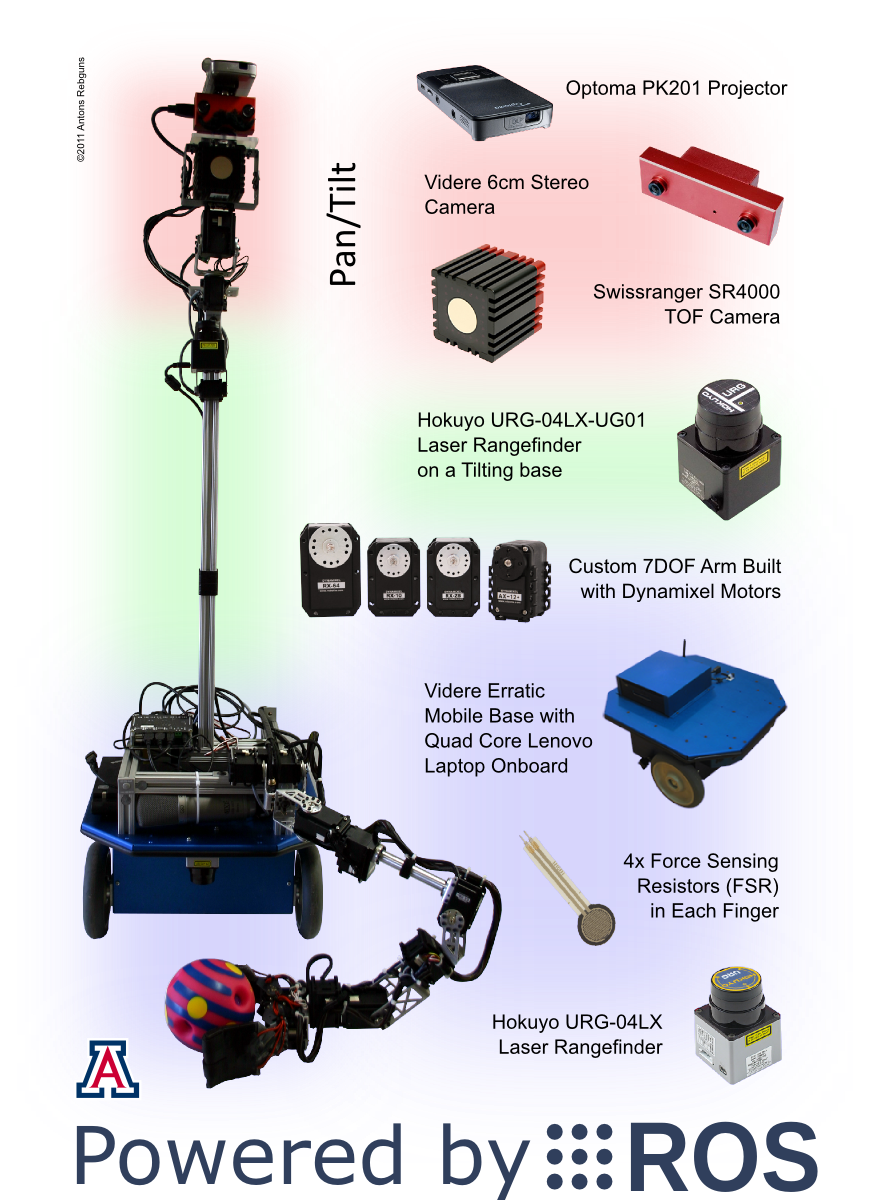 ©2011 Antons Rebguns
Optoma PK201 Projector
Pan/Tilt
Videre 6cm Stereo
Camera
Swissranger SR4000
TOF Camera
Hokuyo URG-04LX-UG01
Laser Rangefinder
on a Tilting base
URG
HOKUYO
RX-64
RX-28
AX-12+
Custom 7DOF Arm Built
with Dynamixel Motors
Videre Erratic
Mobile Base with
Quad Core Lenovo
Laptop Onboard
4x Force Sensing
Resistors (FSR)
in Each Finger
URG
HOKUYO
Hokuyo URG-04LX
Laser Rangefinder
A
Powered by ROS